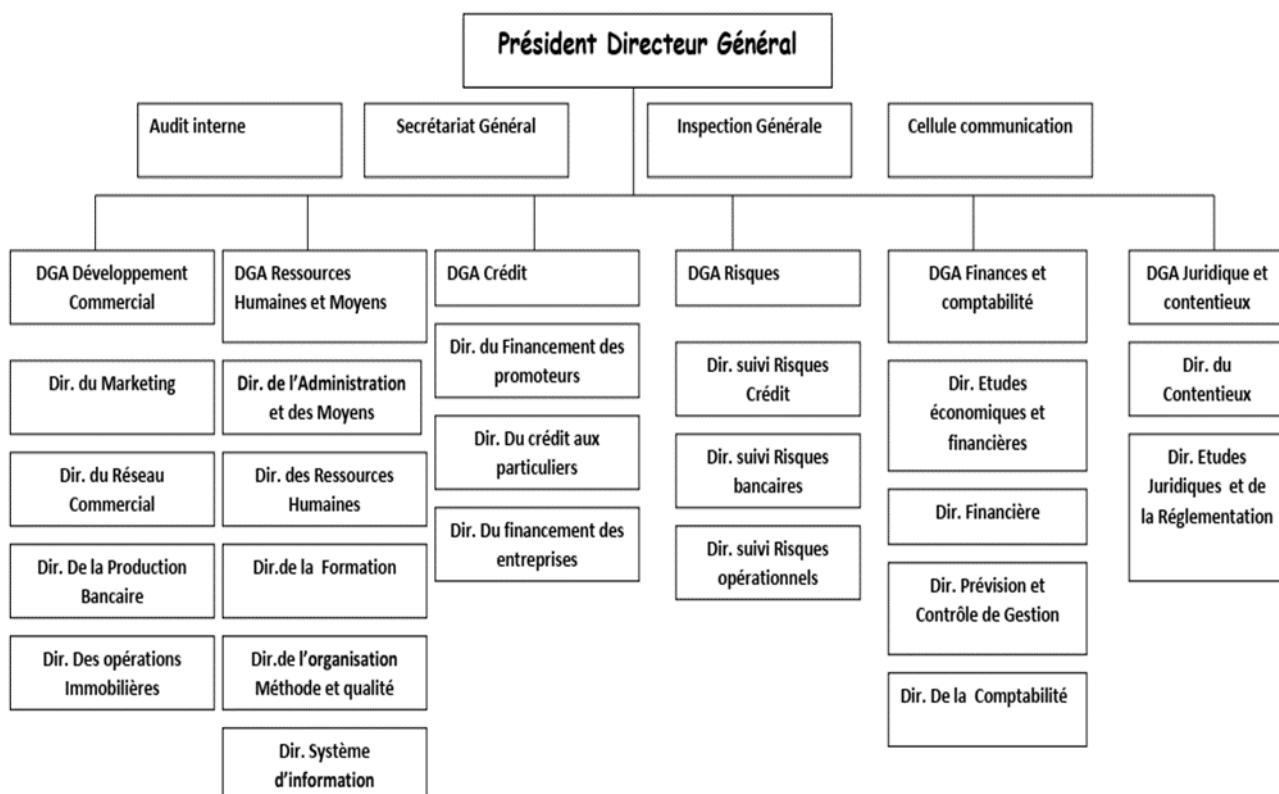 Président Directeur Général
Audit interne
Secrétariat Général
Inspection Générale
Cellule communication
DGA Développement
Commercial
Dir. du Marketing
Dir. du Réseau
Commercial
Dir. De la Production
Bancaire
Dir. Des opérations
Immobilières
DGA Ressources
Humaines et Moyens
Dir. de l'Administration
et des Moyens
Dir. des Ressources
Humaines
Dir.de la Formation
Dir.de l'organisation
Méthode et qualité
Dir. Système
d'information
DGA Crédit
Dir. du Financement des
promoteurs
Dir. Du crédit aux
particuliers
Dir. Du financement des
entreprises
DGA Risques
Dir. suivi Risques
Crédit
Dir. suivi Risques
bancaires
Dir. suivi Risques
opérationnels
DGA Finances et
comptabilité
Dir. Etudes
économiques et
financières
Dir. Financière
Dir. Prévision et
Contrôle de Gestion
Dir. De la Comptabilité
DGA Juridique et
contentieux
Dir. du
Contentieux
Dir. Etudes
Juridiques et de
la Réglementation